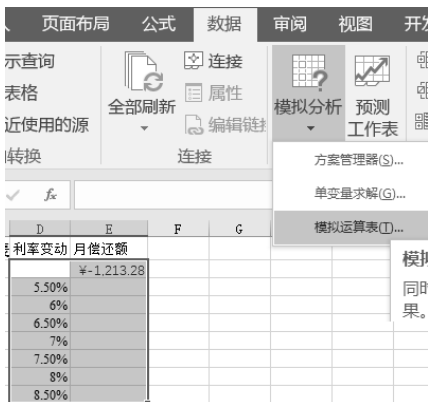 入 页面布局 公式 数据 审阅 视图 开发
示查询
表格
近使用的源
转换
全部刷新
连接
属性
编辑链接
连接
模拟分析
预测
工作表
方案管理器(S)...
单变量求解(G)...
模拟运算表(T)...
模拟
同时
果。
fx
D E F G
利率变动 月偿还额
¥-1,213.28
5.50%
6%
6.50%
7%
7.50%
8%
8.50%